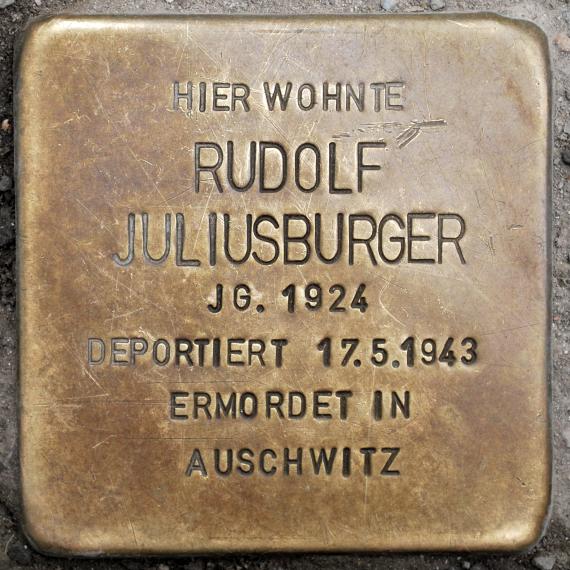 HIER WOHNTE
RUDOLF
JULIUSBURGER
JG. 1924
DEPORTIERT 17.5.1943
ERMORDET IN
AUSCHWITZ